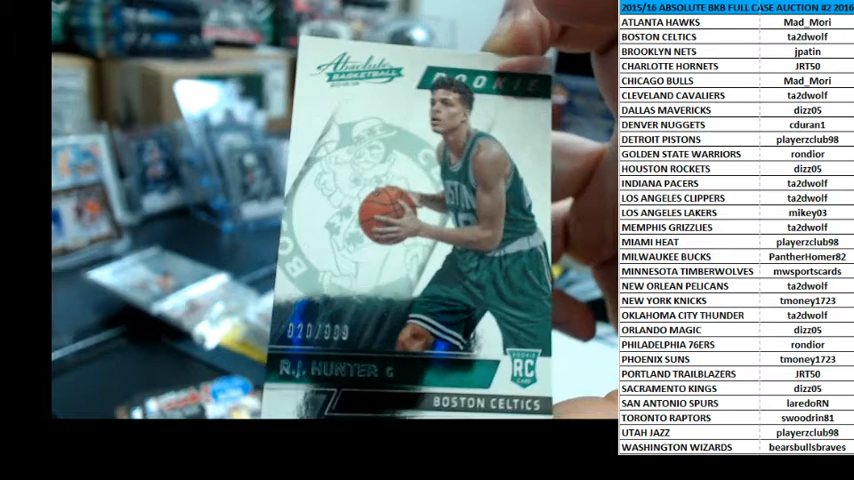 Absolute
BASKETBALL
ROOKIE
020/999
R.J. HUNTER G
ROOKIE
RC
CARD
BOSTON CELTICS
2015/16 ABSOLUTE BKB FULL CASE AUCTION #2 2016
ATLANTA HAWKS Mad_Mori
BOSTON CELTICS ta2dwolf
BROOKLYN NETS jpatin
CHARLOTTE HORNETS JRT50
CHICAGO BULLS Mad_Mori
CLEVELAND CAVALIERS ta2dwolf
DALLAS MAVERICKS dizz05
DENVER NUGGETS cduran1
DETROIT PISTONS playerzclub98
GOLDEN STATE WARRIORS rondior
HOUSTON ROCKETS dizz05
INDIANA PACERS ta2dwolf
LOS ANGELES CLIPPERS ta2dwolf
LOS ANGELES LAKERS mikey03
MEMPHIS GRIZZLIES ta2dwolf
MIAMI HEAT playerzclub98
MILWAUKEE BUCKS PantherHomer82
MINNESOTA TIMBERWOLVES mwsportscards
NEW ORLEAN PELICANS ta2dwolf
NEW YORK KNICKS tmoney1723
OKLAHOMA CITY THUNDER ta2dwolf
ORLANDO MAGIC dizz05
PHILADELPHIA 76ERS rondior
PHOENIX SUNS tmoney1723
PORTLAND TRAILBLAZERS JRT50
SACRAMENTO KINGS dizz05
SAN ANTONIO SPURS laredoRN
TORONTO RAPTORS swoodrin81
UTAH JAZZ playerzclub98
WASHINGTON WIZARDS bearsbullsbraves